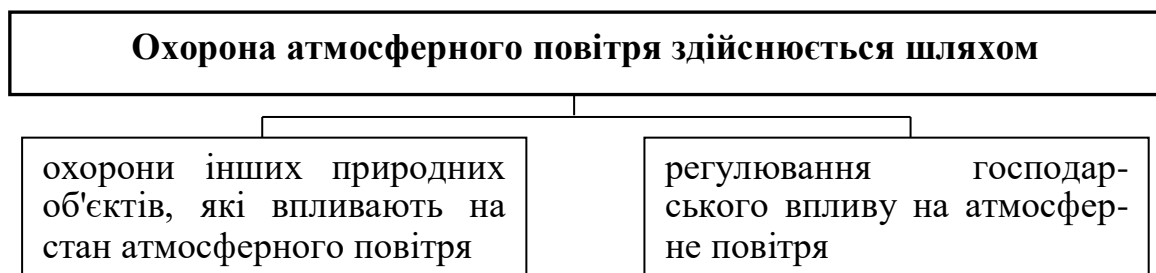 Охорона атмосферного повітря здійснюється шляхом
охорони інших природних
об'єктів, які впливають на
стан атмосферного повітря
регулювання господар-
ського впливу на атмосфер-
не повітря